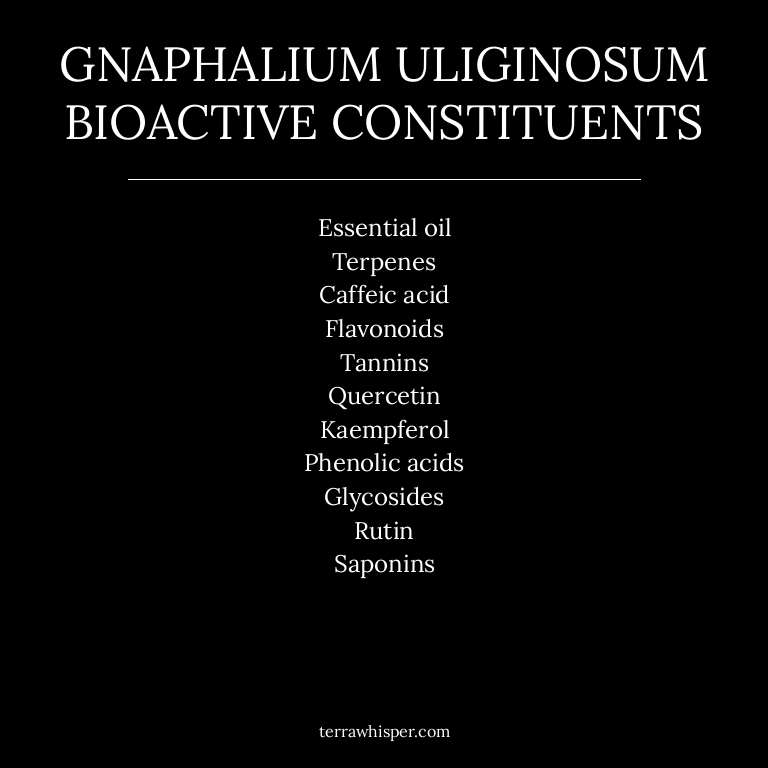 GNAPHALIUM ULIGINOSUM
BIOACTIVE CONSTITUENTS
Essential oil
Terpenes
Caffeic acid
Flavonoids
Tannins
Quercetin
Kaempferol
Phenolic acids
Glycosides
Rutin
Saponins
terrawhisper.com